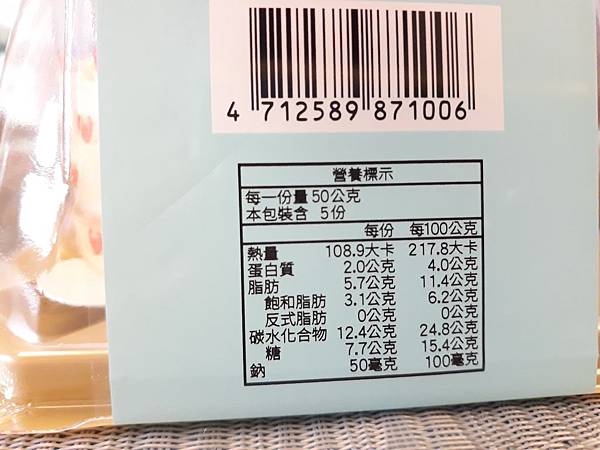 4 712589 871006
營養標示
每一份量 50公克
本包裝含 5份
每份 每100公克
熱量 108.9大卡 217.8大卡
蛋白質 2.0公克 4.0公克
脂肪 5.7公克 11.4公克
飽和脂肪 3.1公克 6.2公克
反式脂肪 0公克 0公克
碳水化合物 12.4公克 24.8公克
糖 7.7公克 15.4公克
鈉 50毫克 100毫克